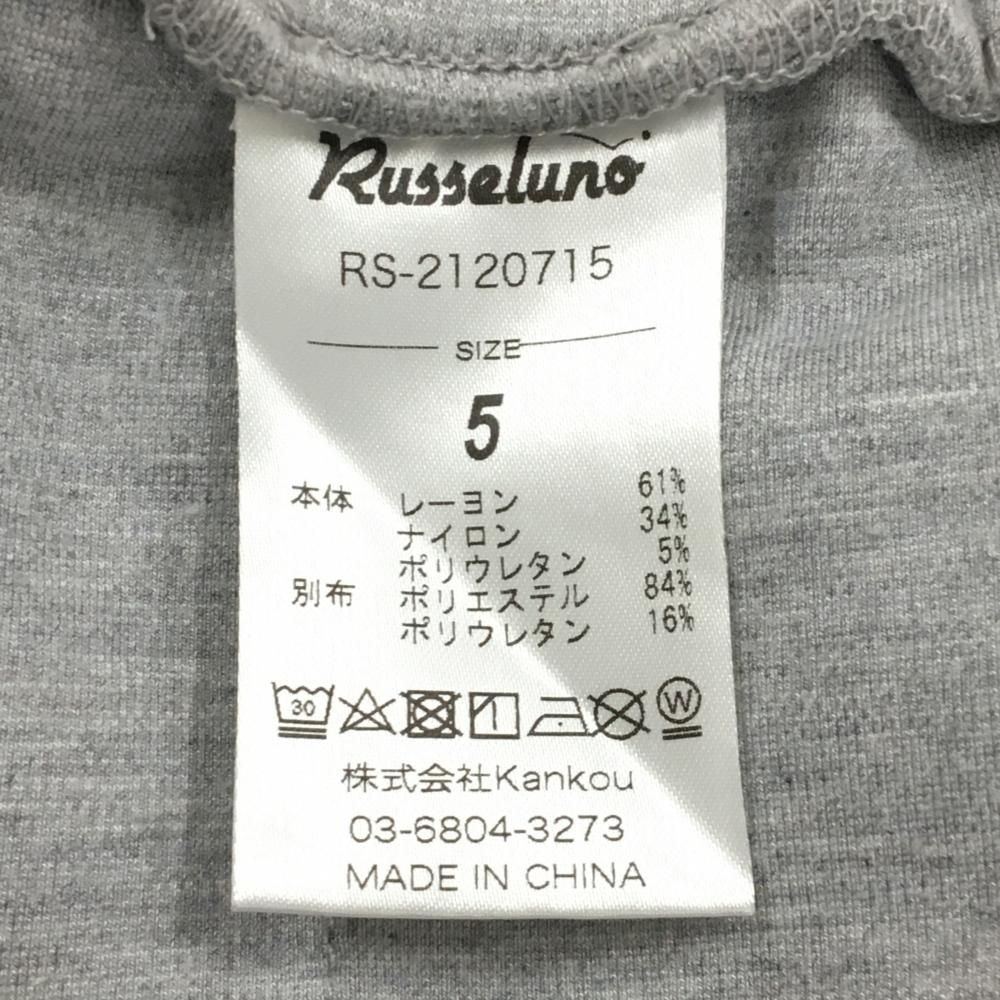 Russeluno
RS-2120715
SIZE
5
本体 レーヨン 61%
ナイロン 34%
ポリウレタン 5%
別布 ポリエステル 84%
ポリウレタン 16%
30 W
株式会社Kankou
03-6804-3273
MADE IN CHINA